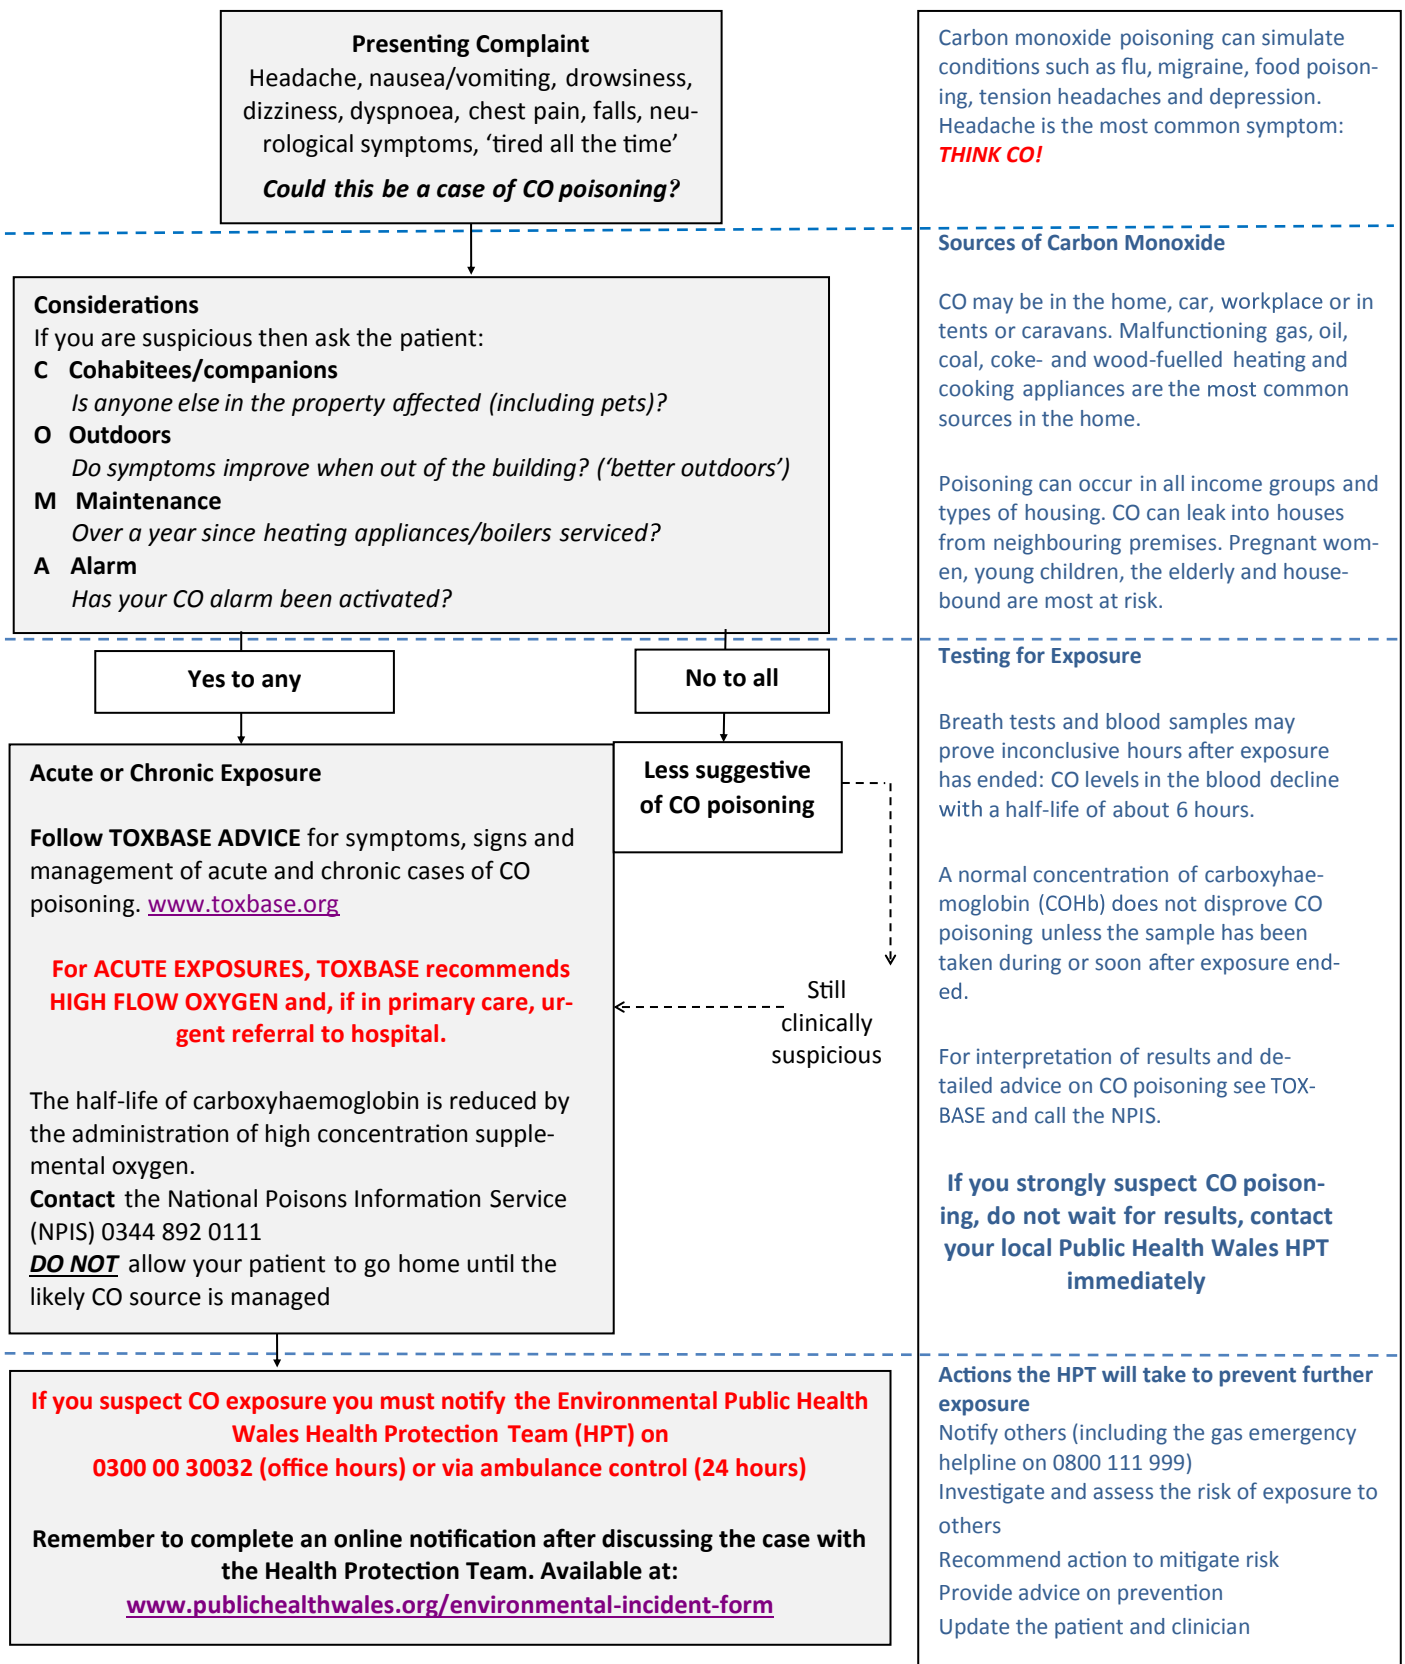 Presenting Complaint
Headache, nausea/vomiting, drowsiness,
dizziness, dyspnoea, chest pain, falls, neu-
rological symptoms, ‘tired all the time’
Could this be a case of CO poisoning?
Considerations
If you are suspicious then ask the patient:
C Cohabitees/companions
Is anyone else in the property affected (including pets)?
O Outdoors
Do symptoms improve when out of the building? (‘better outdoors’)
M Maintenance
Over a year since heating appliances/boilers serviced?
A Alarm
Has your CO alarm been activated?
Yes to any
No to all
Acute or Chronic Exposure
Follow TOXBASE ADVICE for symptoms, signs and
management of acute and chronic cases of CO
poisoning. www.toxbase.org
For ACUTE EXPOSURES, TOXBASE recommends
HIGH FLOW OXYGEN and, if in primary care, ur-
gent referral to hospital.
The half-life of carboxyhaemoglobin is reduced by
the administration of high concentration supple-
mental oxygen.
Contact the National Poisons Information Service
(NPIS) 0344 892 0111
DO NOT allow your patient to go home until the
likely CO source is managed
Less suggestive
of CO poisoning
Still
clinically
suspicious
If you suspect CO exposure you must notify the Environmental Public Health
Wales Health Protection Team (HPT) on
0300 00 30032 (office hours) or via ambulance control (24 hours)
Remember to complete an online notification after discussing the case with
the Health Protection Team. Available at:
www.publichealthwales.org/environmental-incident-form
Carbon monoxide poisoning can simulate
conditions such as flu, migraine, food poison-
ing, tension headaches and depression.
Headache is the most common symptom:
THINK CO!
Sources of Carbon Monoxide
CO may be in the home, car, workplace or in
tents or caravans. Malfunctioning gas, oil,
coal, coke- and wood-fuelled heating and
cooking appliances are the most common
sources in the home.
Poisoning can occur in all income groups and
types of housing. CO can leak into houses
from neighbouring premises. Pregnant wom-
en, young children, the elderly and house-
bound are most at risk.
Testing for Exposure
Breath tests and blood samples may
prove inconclusive hours after exposure
has ended: CO levels in the blood decline
with a half-life of about 6 hours.
A normal concentration of carboxyhae-
moglobin (COHb) does not disprove CO
poisoning unless the sample has been
taken during or soon after exposure end-
ed.
For interpretation of results and de-
tailed advice on CO poisoning see TOX-
BASE and call the NPIS.
If you strongly suspect CO poison-
ing, do not wait for results, contact
your local Public Health Wales HPT
immediately
Actions the HPT will take to prevent further
exposure
Notify others (including the gas emergency
helpline on 0800 111 999)
Investigate and assess the risk of exposure to
others
Recommend action to mitigate risk
Provide advice on prevention
Update the patient and clinician